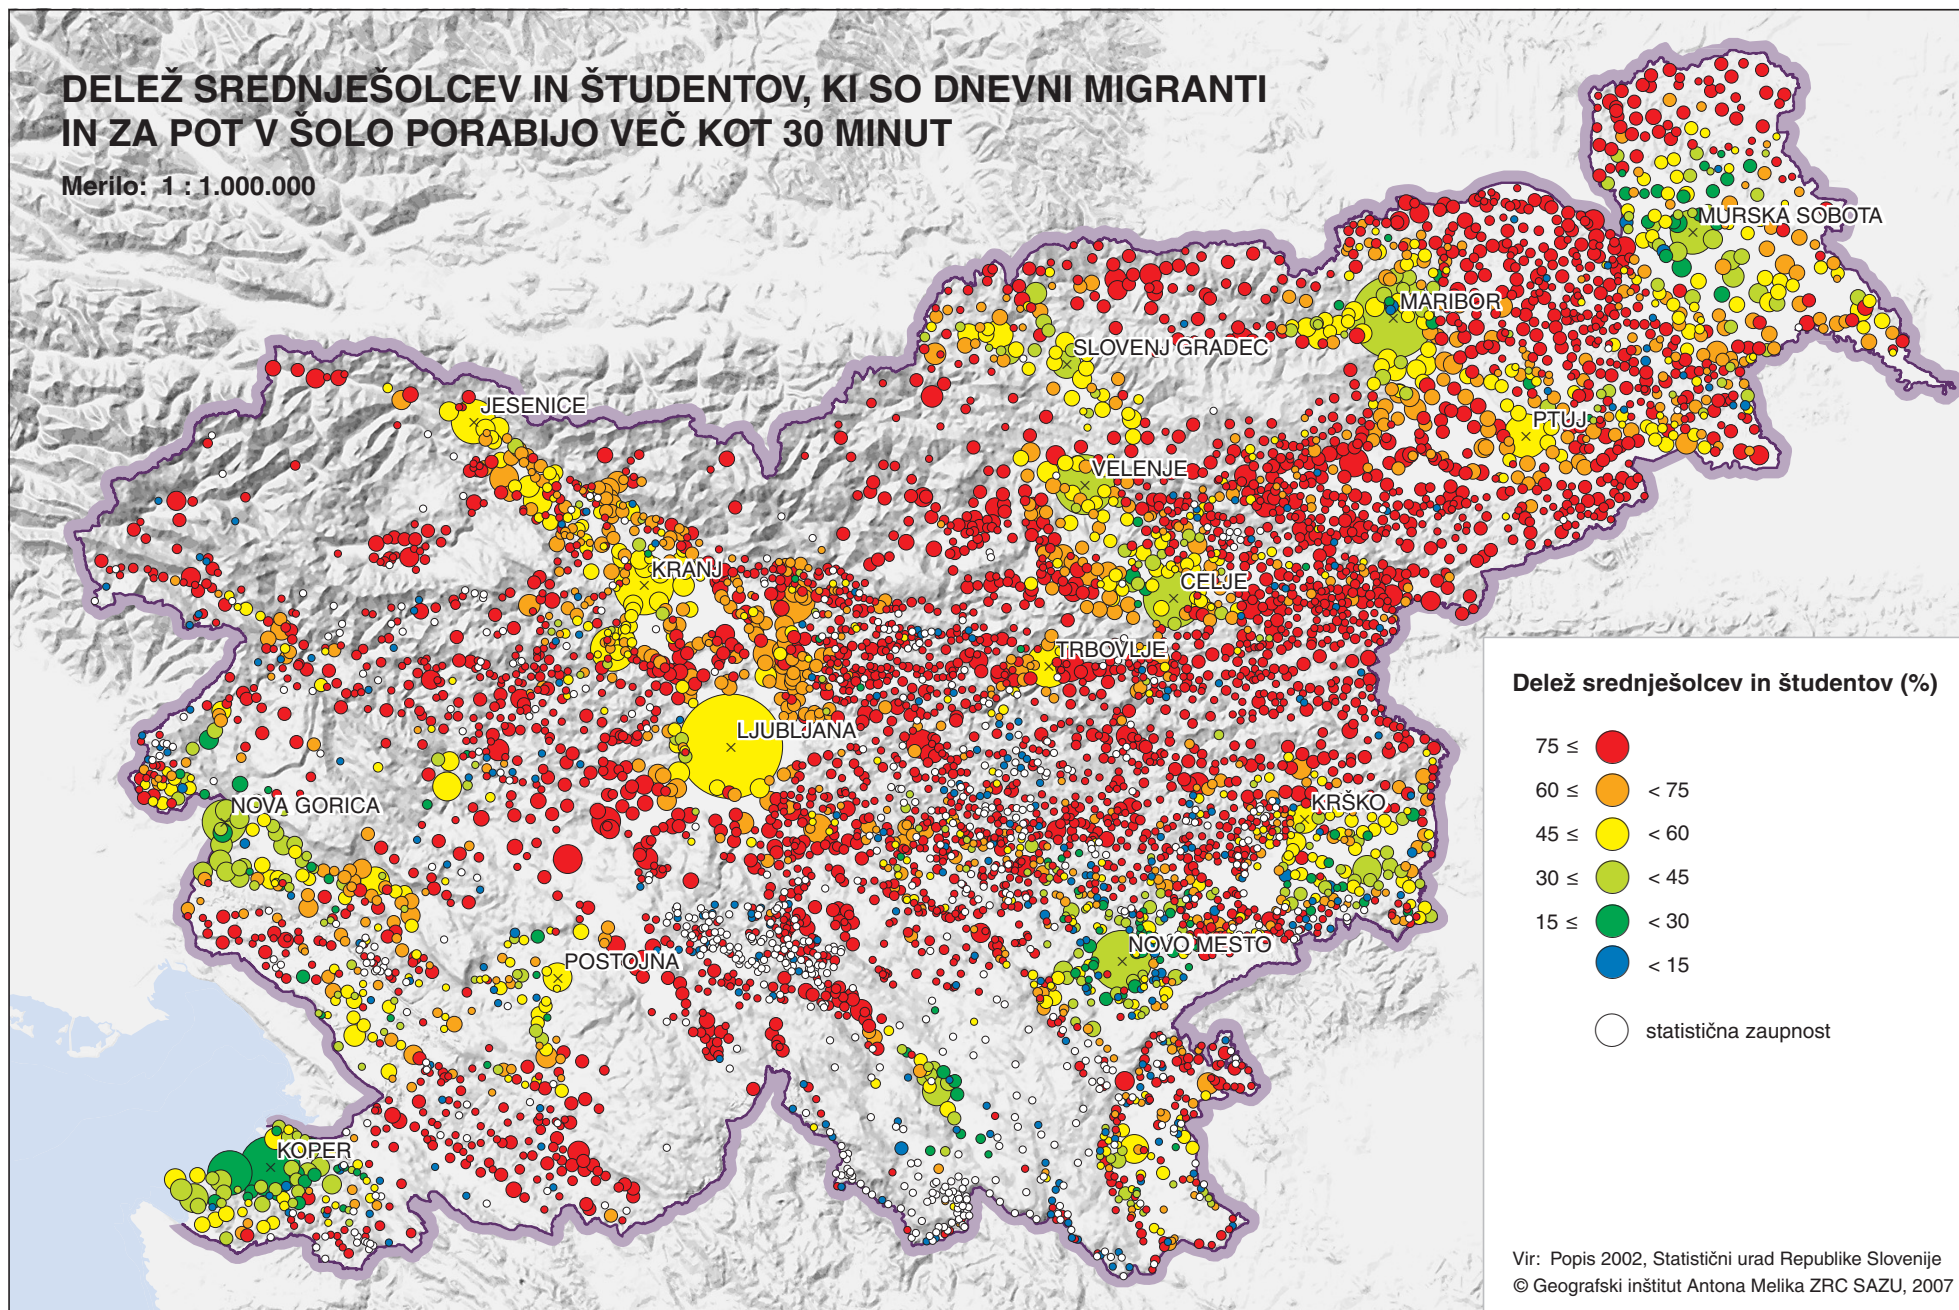 DELEŽ SREDNJEŠOLCEV IN ŠTUDENTOV, KI SO DNEVNI MIGRANTI
IN ZA POT V ŠOLO PORABIJO VEČ KOT 30 MINUT
Merilo: 1 : 1.000.000
MURSKA SOBOTA
MARIBOR
SLOVENJ GRADEC
JESENICE
PTUJ
VELENJE
KRANJ
CELJE
TRBOVLJE
LJUBLJANA
NOVA GORICA
KRŠKO
NOVO MESTO
POSTOJNA
KOPER
Delež srednješolcev in študentov (%)
75 ≤
60 ≤ < 75
45 ≤ < 60
30 ≤ < 45
15 ≤ < 30
< 15
statistična zaupnost
Vir: Popis 2002, Statistični urad Republike Slovenije
© Geografski inštitut Antona Melika ZRC SAZU, 2007